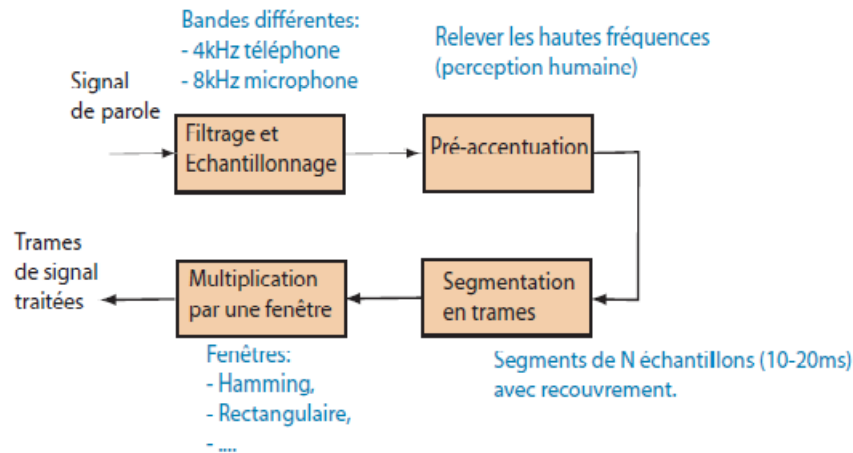 Bandes différentes:
- 4kHz téléphone
- 8kHz microphone
Relever les hautes fréquences
(perception humaine)
Signal
de parole
Filtrage et
Echantillonnage
Pré-accentuation
Trames
de signal
traitées
Multiplication
par une fenêtre
Segmentation
en trames
Fenêtres:
- Hamming,
- Rectangulaire,
- ....
Segments de N échantillons (10-20ms)
avec recouvrement.